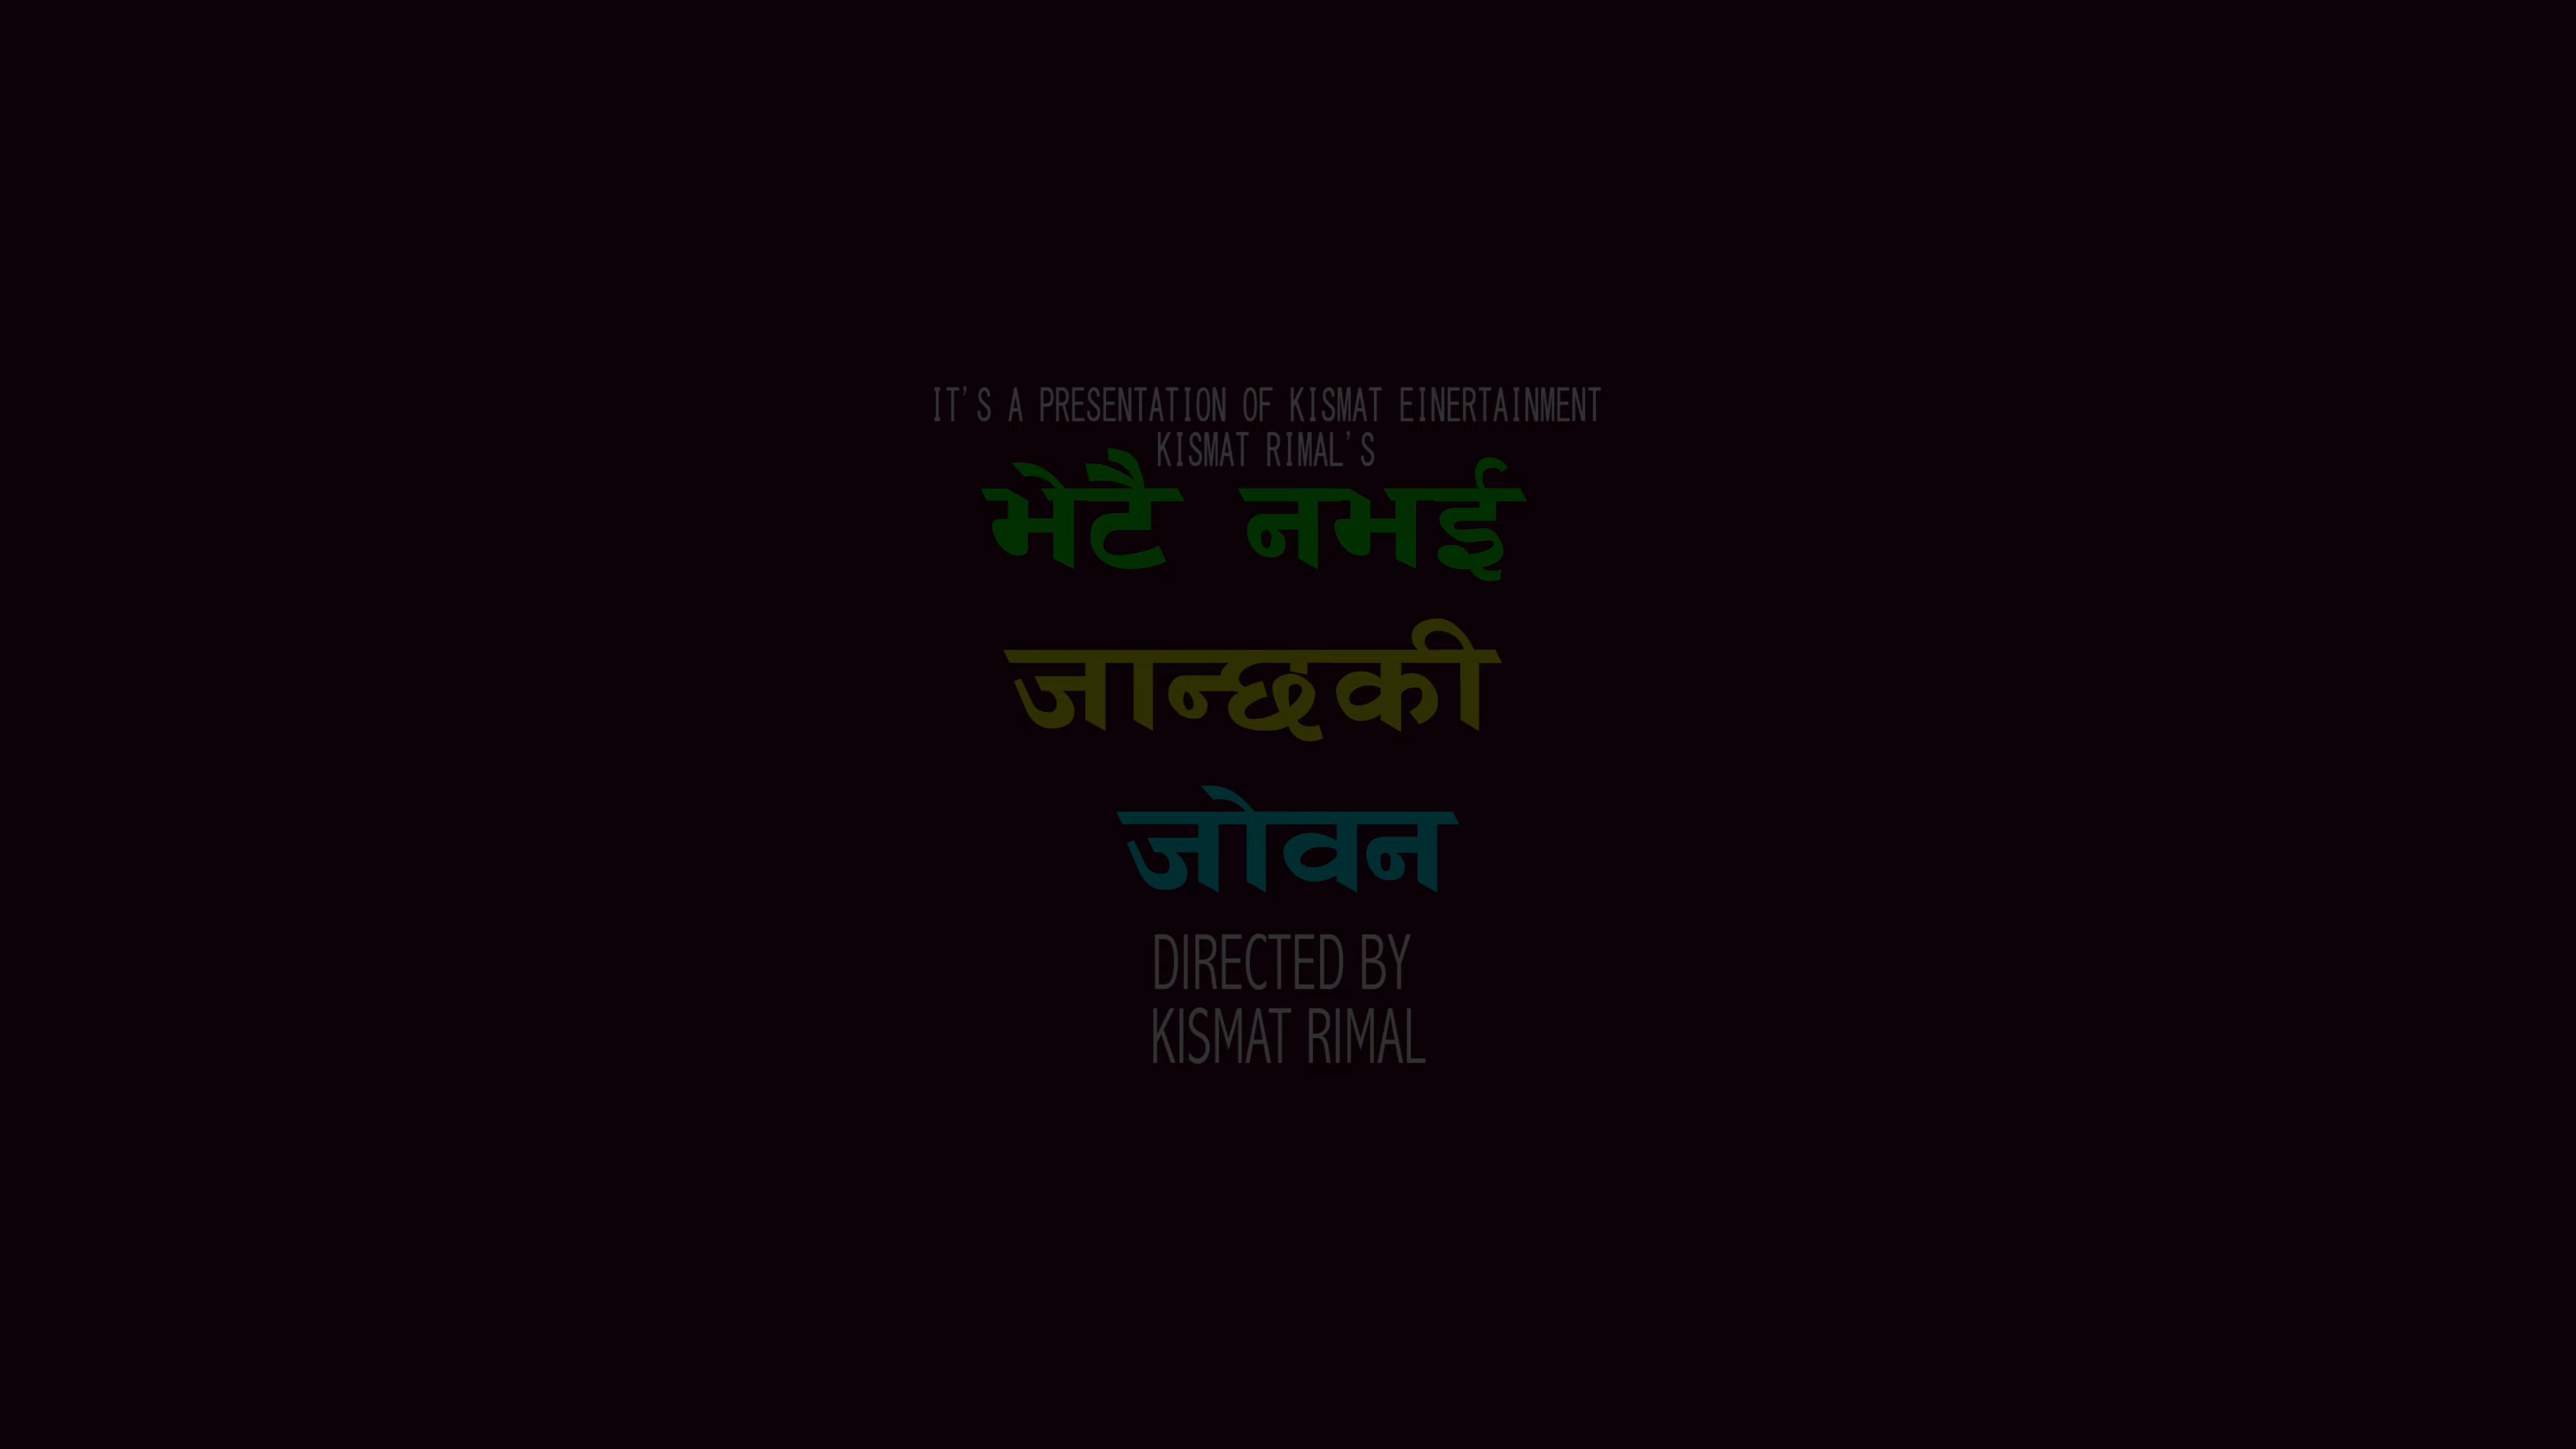 IT'S A PRESENTATION OF KISMAT EINERTAINMENT
KISMAT RIMAL'S
भेटै नभई
जान्छकी
जोवन
DIRECTED BY
KISMAT RIMAL